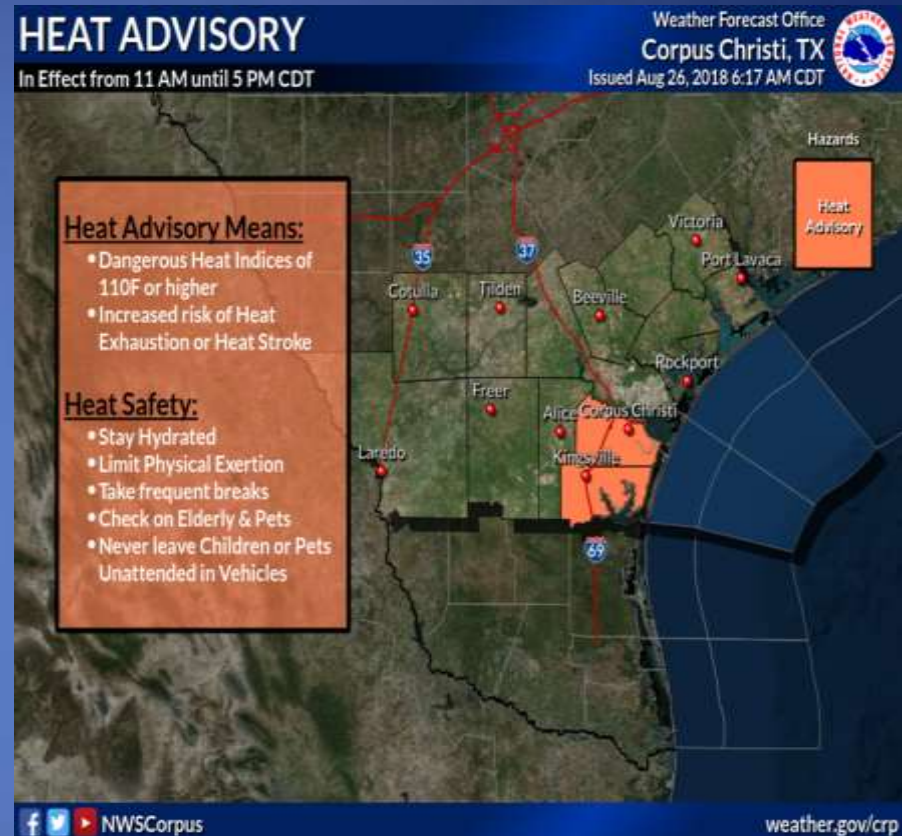 HEAT ADVISORY
Weather Forecast Office
Corpus Christi, TX
In Effect from 11 AM until 5 PM CDT
Issued Aug 26, 2018 6:17 AM CDT
Hazards
Heat
Advisory
Heat Advisory Means:
• Dangerous Heat Indices of
110F or higher
• Increased risk of Heat
Exhaustion or Heat Stroke
Heat Safety:
• Stay Hydrated
• Limit Physical Exertion
• Take frequent breaks
• Check on Elderly & Pets
• Never leave Children or Pets
Unattended in Vehicles
Victoria
35
37
Port Lavaca
Cotulla
Tilden
Beeville
Rockport
Freer
Alice
Corpus Christi
Laredo
Kingsville
69
NWSCorpus
weather.gov/crp